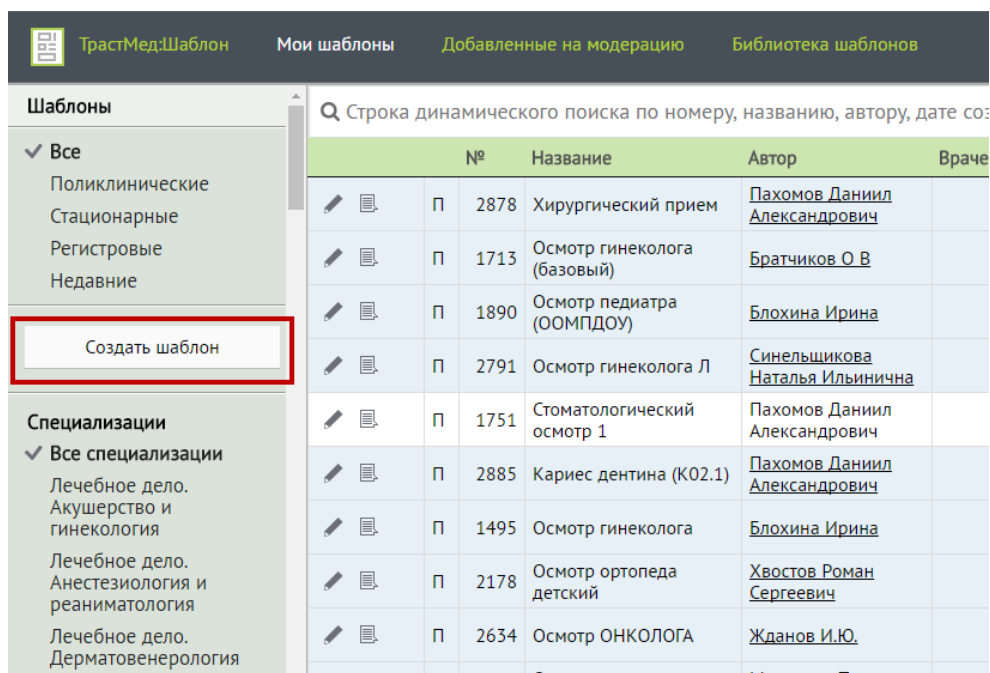 ТрастМед:Шаблон Мои шаблоны Добавленные на модерацию Библиотека шаблонов
Шаблоны
Все
Поликлинические
Стационарные
Регистровые
Недавние
Создать шаблон
Специализации
Все специализации
Лечебное дело.
Акушерство и
гинекология
Лечебное дело.
Анестезиология и
реаниматология
Лечебное дело.
Дерматовенерология
Строка динамического поиска по номеру, названию, автору, дате соз
№ Название Автор Враче
П 2878 Хирургический прием Пахомов Даниил
Александрович
П 1713 Осмотр гинеколога
(базовый) Братчиков О В
П 1890 Осмотр педиатра
(ООМПДОУ) Блохина Ирина
П 2791 Осмотр гинеколога Л Синельщикова
Наталья Ильинична
П 1751 Стоматологический
осмотр 1 Пахомов Даниил
Александрович
П 2885 Кариес дентина (K02.1) Пахомов Даниил
Александрович
П 1495 Осмотр гинеколога Блохина Ирина
П 2178 Осмотр ортопеда
детский Хвостов Роман
Сергеевич
П 2634 Осмотр ОНКОЛОГА Жданов И.Ю.